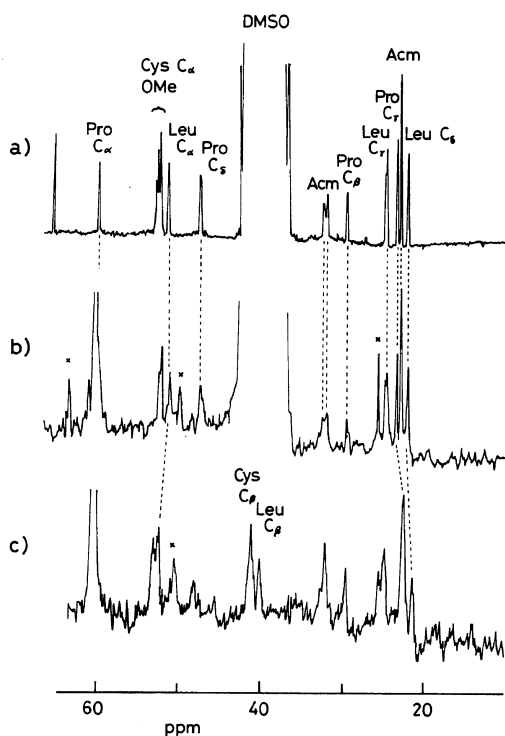 DMSO
Acm
Cys Cα
OMe
Pro
Cγ
a)
Pro
Cα
Leu
Cα
Pro
Cδ
Leu
Cγ
Leu Cδ
Acm
Pro
Cβ
b)
x
x
x
Cys
Cβ
Leu
Cβ
c)
x
60
40
20
ppm